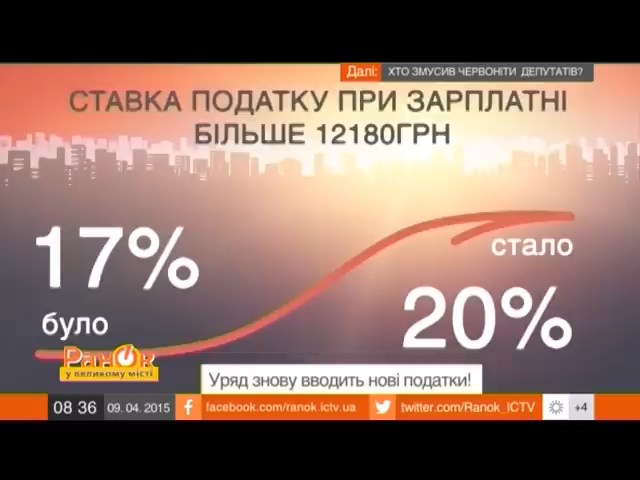 Далі: ХТО ЗМУСИВ ЧЕРВОНІТИ ДЕПУТАТІВ?
СТАВКА ПОДАТКУ ПРИ ЗАРПЛАТНІ
БІЛЬШЕ 12180ГРН
17%
було
стало
20%
Ранок
у великому місті
Уряд знову вводить нові податки!
08 36 09. 04. 2015 facebook.com/ranok.ictv.ua twitter.com/Ranok_ICTV +4